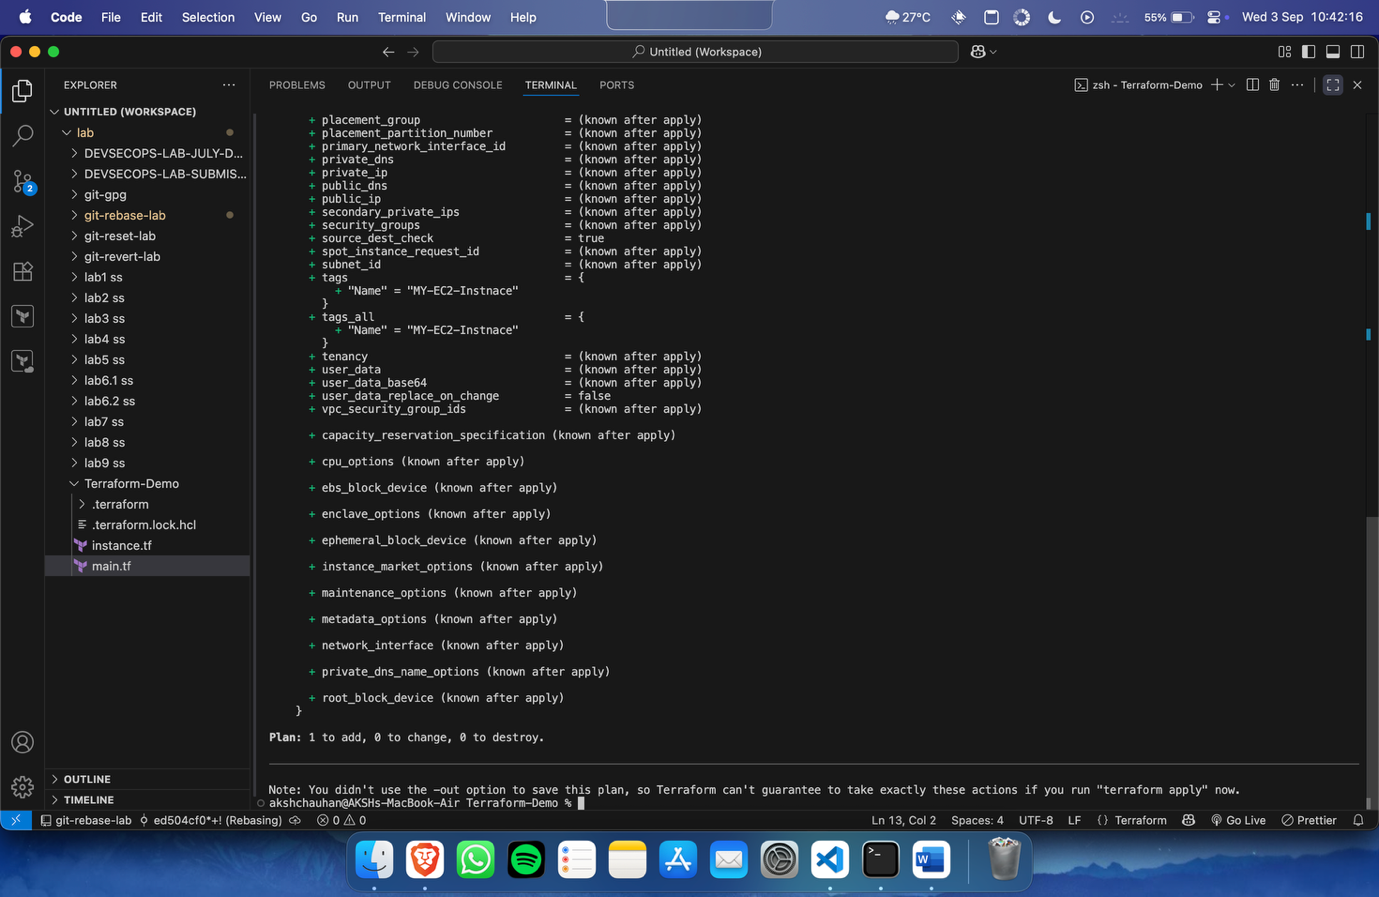 Code File Edit Selection View Go Run Terminal Window Help 27°C 55% Wed 3 Sep 10:42:16
Untitled (Workspace)
EXPLORER
UNTITLED (WORKSPACE)
lab
DEVSECOPS-LAB-JULY-D...
DEVSECOPS-LAB-SUBMIS...
git-gpg
git-rebase-lab
git-reset-lab
git-revert-lab
lab1 ss
lab2 ss
lab3 ss
lab4 ss
lab5 ss
lab6.1 ss
lab6.2 ss
lab7 ss
lab8 ss
lab9 ss
Terraform-Demo
.terraform
.terraform.lock.hcl
instance.tf
main.tf
OUTLINE
TIMELINE
2
PROBLEMS OUTPUT DEBUG CONSOLE TERMINAL PORTS zsh - Terraform-Demo
+ placement_group = (known after apply)
+ placement_partition_number = (known after apply)
+ primary_network_interface_id = (known after apply)
+ private_dns = (known after apply)
+ private_ip = (known after apply)
+ public_dns = (known after apply)
+ public_ip = (known after apply)
+ secondary_private_ips = (known after apply)
+ security_groups = (known after apply)
+ source_dest_check = true
+ spot_instance_request_id = (known after apply)
+ subnet_id = (known after apply)
+ tags = {
+ "Name" = "MY-EC2-Instnace"
}
+ tags_all = {
+ "Name" = "MY-EC2-Instnace"
}
+ tenancy = (known after apply)
+ user_data = (known after apply)
+ user_data_base64 = (known after apply)
+ user_data_replace_on_change = false
+ vpc_security_group_ids = (known after apply)
+ capacity_reservation_specification (known after apply)
+ cpu_options (known after apply)
+ ebs_block_device (known after apply)
+ enclave_options (known after apply)
+ ephemeral_block_device (known after apply)
+ instance_market_options (known after apply)
+ maintenance_options (known after apply)
+ metadata_options (known after apply)
+ network_interface (known after apply)
+ private_dns_name_options (known after apply)
+ root_block_device (known after apply)
}
Plan: 1 to add, 0 to change, 0 to destroy.
Note: You didn't use the -out option to save this plan, so Terraform can't guarantee to take exactly these actions if you run "terraform apply" now.
akshchauhan@AKSHs-MacBook-Air Terraform-Demo %
git-rebase-lab ed504cf0*+! (Rebasing) 0 0 Ln 13, Col 2 Spaces: 4 UTF-8 LF {} Terraform Go Live Prettier